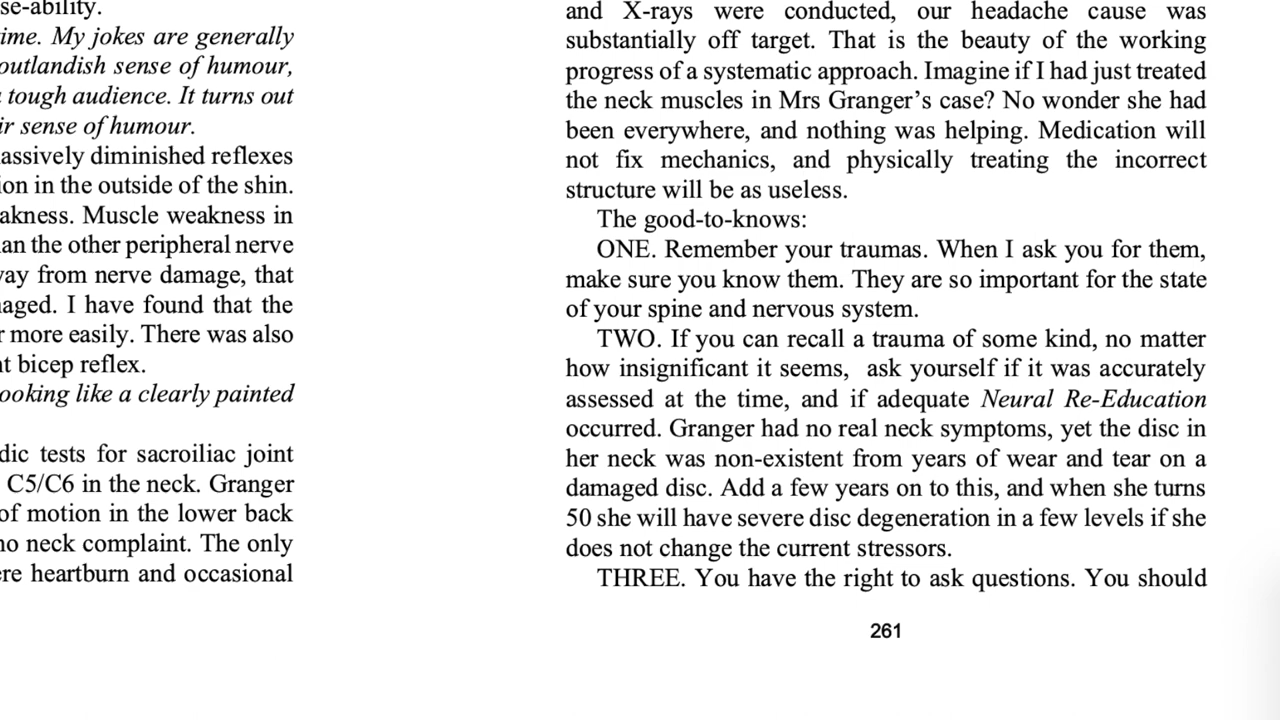 se-ability.
ime. My jokes are generally
outlandish sense of humour,
tough audience. It turns out
ir sense of humour.
assively diminished reflexes
ion in the outside of the shin.
akness. Muscle weakness in
an the other peripheral nerve
vay from nerve damage, that
naged. I have found that the
r more easily. There was also
nt bicep reflex.
ooking like a clearly painted
dic tests for sacroiliac joint
C5/C6 in the neck. Granger
of motion in the lower back
no neck complaint. The only
ere heartburn and occasional
and X-rays were conducted, our headache cause was
substantially off target. That is the beauty of the working
progress of a systematic approach. Imagine if I had just treated
the neck muscles in Mrs Granger’s case? No wonder she had
been everywhere, and nothing was helping. Medication will
not fix mechanics, and physically treating the incorrect
structure will be as useless.
The good-to-knows:
ONE. Remember your traumas. When I ask you for them,
make sure you know them. They are so important for the state
of your spine and nervous system.
TWO. If you can recall a trauma of some kind, no matter
how insignificant it seems, ask yourself if it was accurately
assessed at the time, and if adequate Neural Re-Education
occurred. Granger had no real neck symptoms, yet the disc in
her neck was non-existent from years of wear and tear on a
damaged disc. Add a few years on to this, and when she turns
50 she will have severe disc degeneration in a few levels if she
does not change the current stressors.
THREE. You have the right to ask questions. You should
261